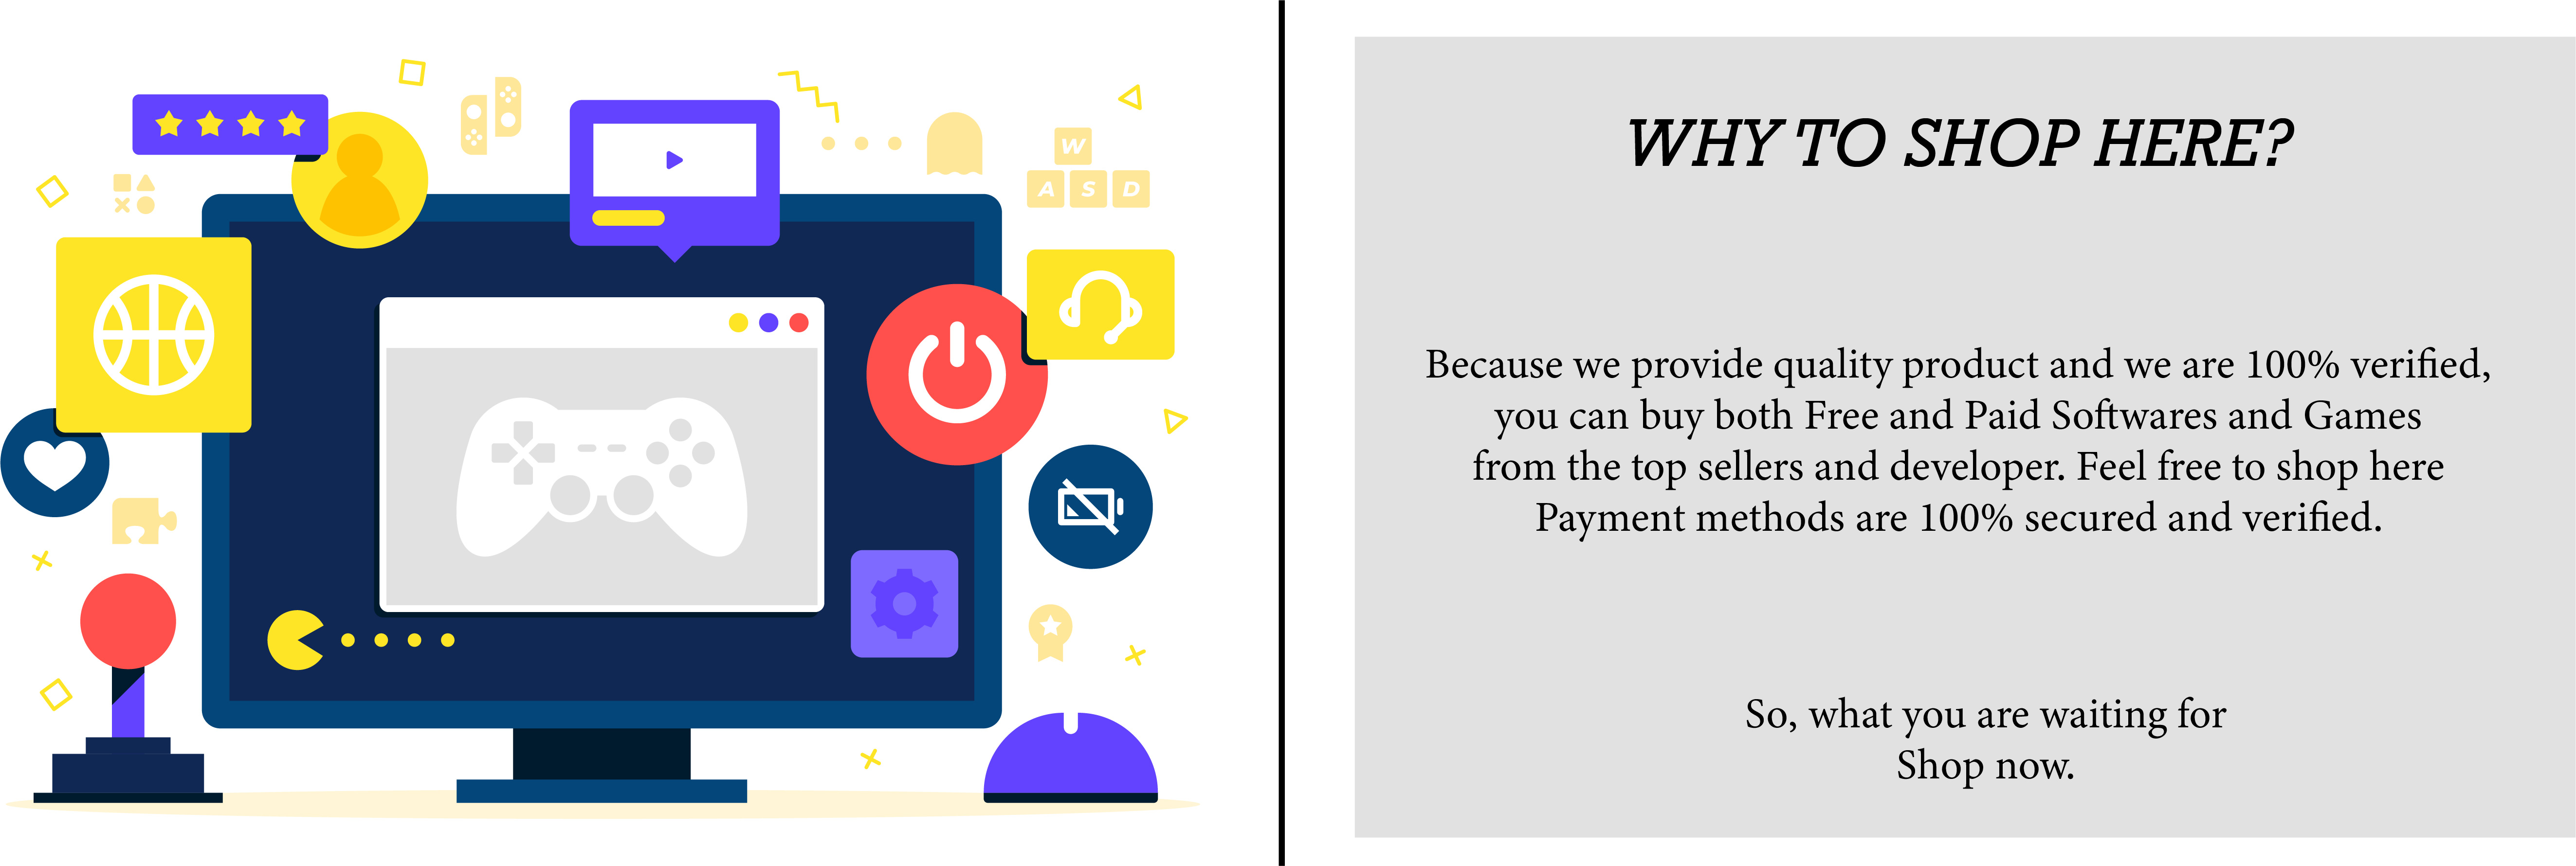 W
A S D
WHY TO SHOP HERE?
Because we provide quality product and we are 100% verified,
you can buy both Free and Paid Softwares and Games
from the top sellers and developer. Feel free to shop here
Payment methods are 100% secured and verified.
So, what you are waiting for
Shop now.